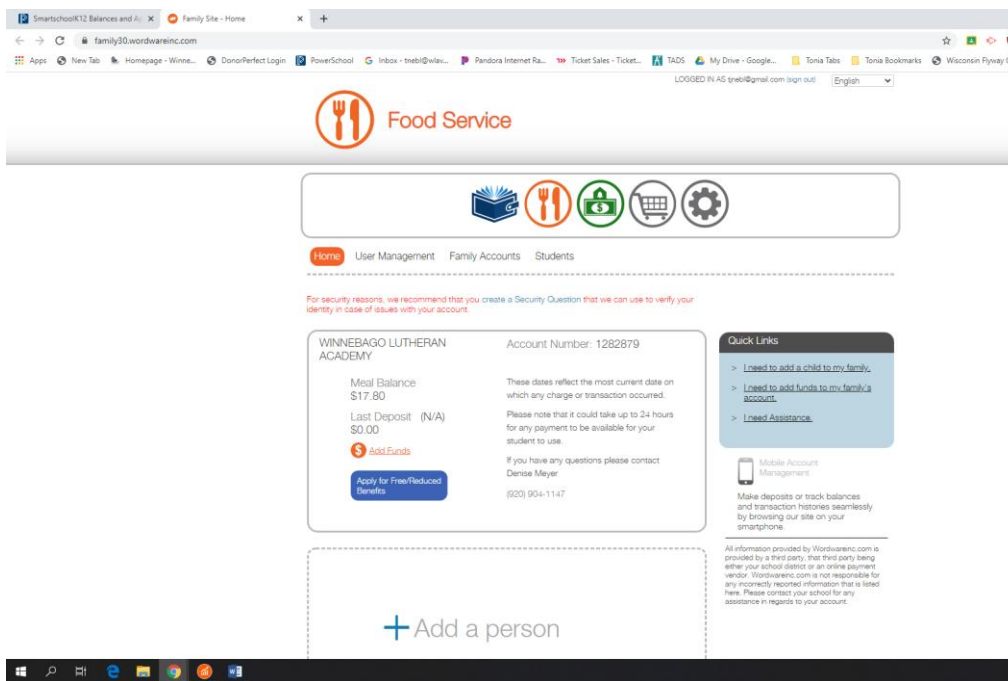 SmartschoolK12 Balances and Ap
Family Site - Home
family30.wordwareinc.com
Apps New Tab Homepage - Winne... DonorPerfect Login PowerSchool Inbox - tnebl@wlav... Pandora Internet Ra... Ticket Sales - Ticket... TADS My Drive - Google... Tonia Tabs Tonia Bookmarks Wisconsin Flyway
LOGGED IN AS tjnebl@gmail.com (sign out) English
Food Service
Home User Management Family Accounts Students
For security reasons, we recommend that you create a Security Question that we can use to verify your
identity in case of issues with your account.
WINNEBAGO LUTHERAN
ACADEMY
Meal Balance
$17.80
Last Deposit (N/A)
$0.00
Add Funds
Apply for Free/Reduced
Benefits
Account Number: 1282879
These dates reflect the most current date on
which any charge or transaction occurred.
Please note that it could take up to 24 hours
for any payment to be available for your
student to use.
If you have any questions please contact
Denise Meyer
(920) 904-1147
Quick Links
> I need to add a child to my family.
> I need to add funds to my family's
account.
> I need Assistance.
Mobile Account
Management
Make deposits or track balances
and transaction histories seamlessly
by browsing our site on your
smartphone.
All information provided by Wordwareinc.com is
provided by a third party, that third party being
either your school district or an online payment
vendor. Wordwareinc.com is not responsible for
any incorrectly reported information that is listed
here. Please contact your school for any
assistance in regards to your account.
+ Add a person